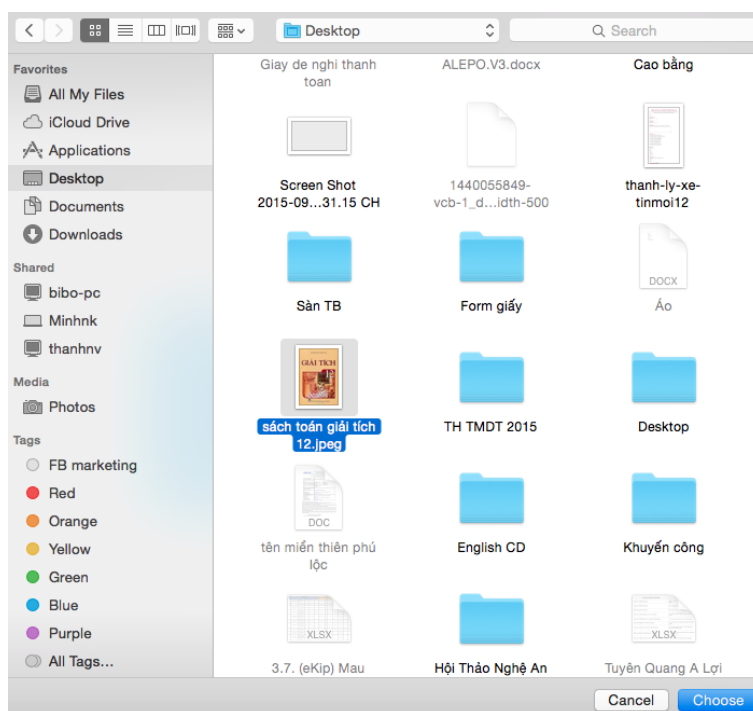 Desktop
Search
Favorites
All My Files
iCloud Drive
Applications
Desktop
Documents
Downloads
Shared
bibo-pc
Minhnk
thanhnv
Media
Photos
Tags
FB marketing
Red
Orange
Yellow
Green
Blue
Purple
All Tags...
Giay de nghi thanh
toan
ALEPO.V3.docx
Cao bằng
Screen Shot
2015-09...31.15 CH
1440055849-
vcb-1_d...idth-500
thanh-ly-xe-
tinmoi12
Sàn TB
Form giấy
DOCX
Áo
GIẢI TÍCH
12
sách toán giải tích
12.jpeg
TH TMDT 2015
Desktop
DOC
tên miền thiên phú
lộc
English CD
Khuyến công
XLSX
3.7. (eKip) Mau
Hội Thảo Nghệ An
XLSX
Tuyên Quang A Lợi
Cancel
Choose